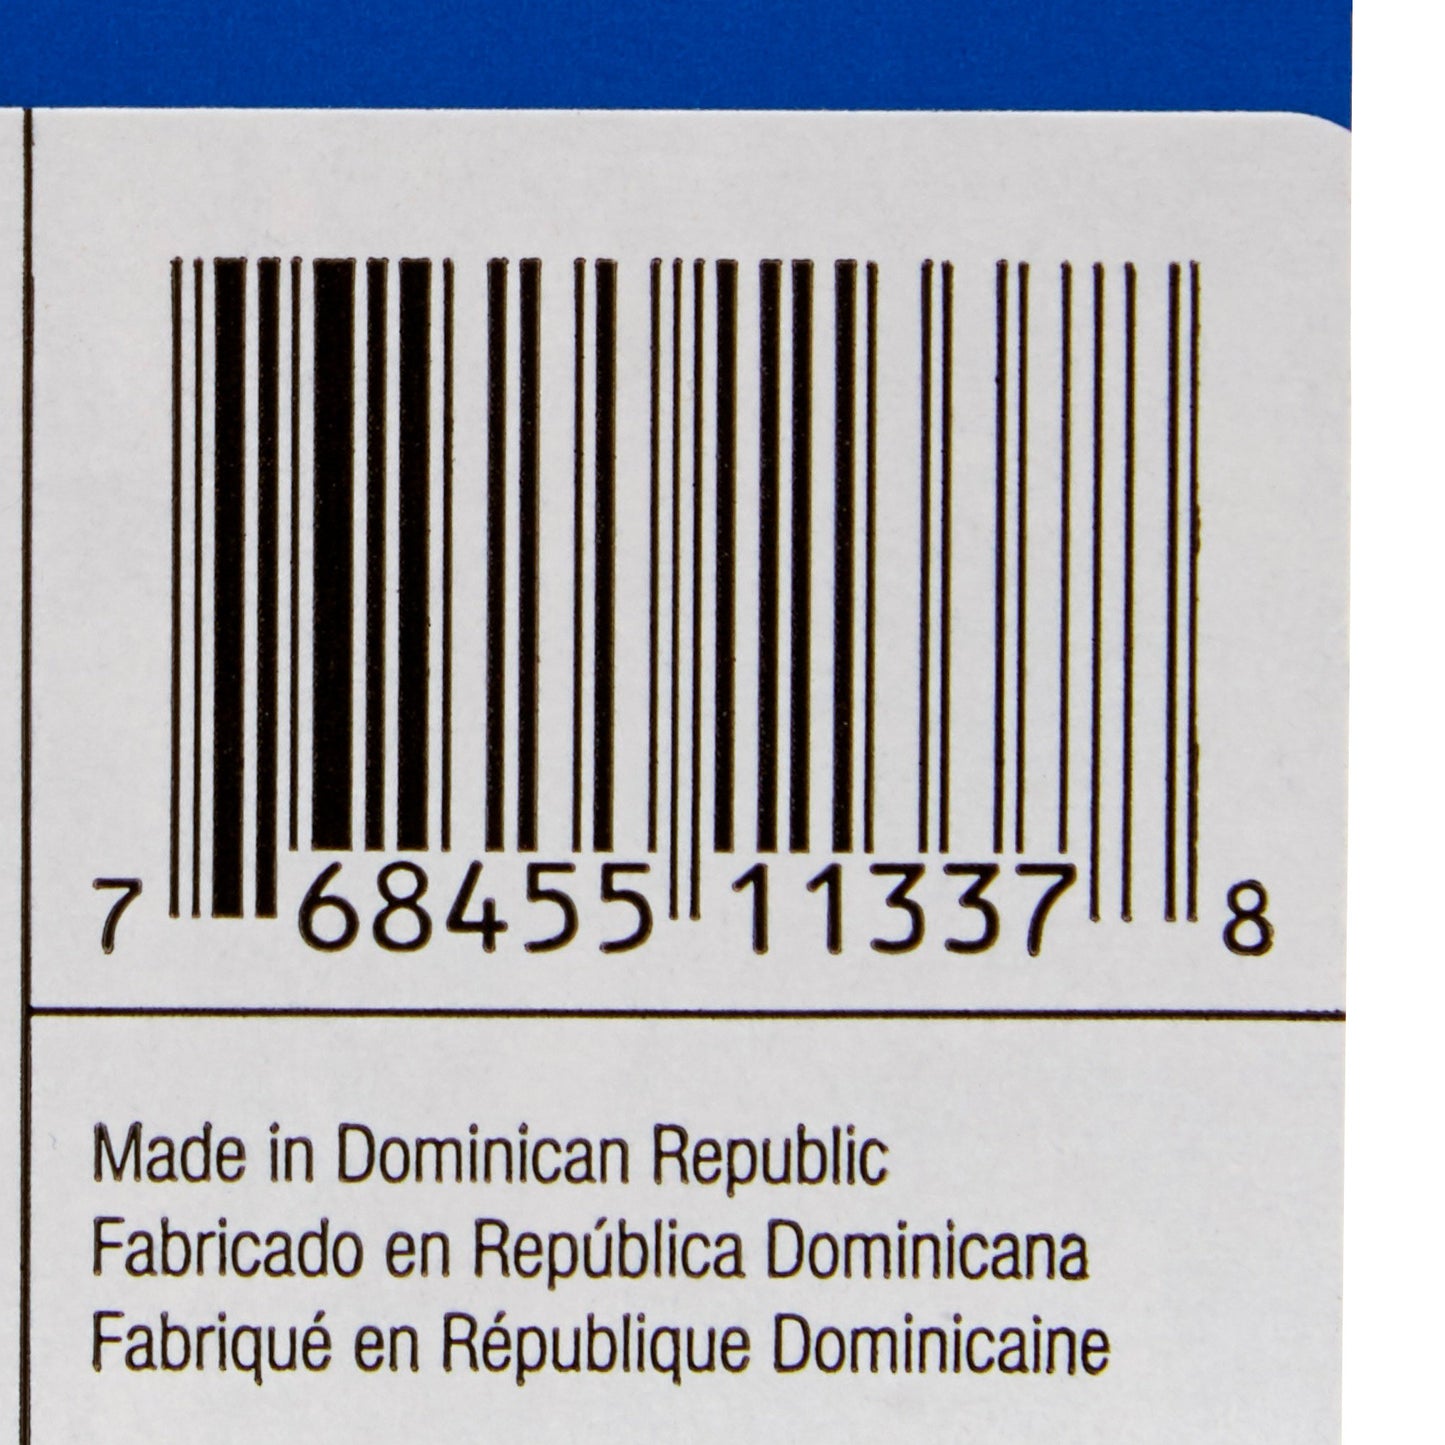 7 68455 11337 8
Made in Dominican Republic
Fabricado en República Dominicana
Fabriqué en République Dominicaine